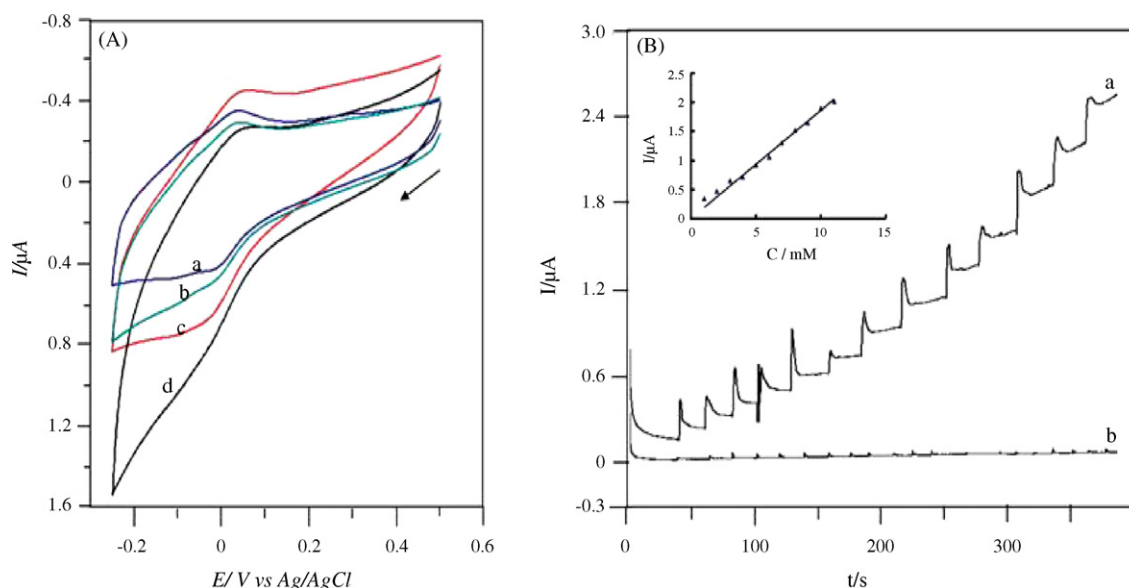 (A)
-0.8
-0.4
0
0.4
0.8
1.2
1.6
I/μA
a
b
c
d
-0.2
0
0.2
0.4
0.6
E/ V vs Ag/AgCl
(B)
3.0
2.4
1.8
1.2
0.6
0
-0.3
I/μA
2.5
2
1.5
1
0.5
0
I/μA
0
5
10
15
C / mM
a
b
0
100
200
300
t/s